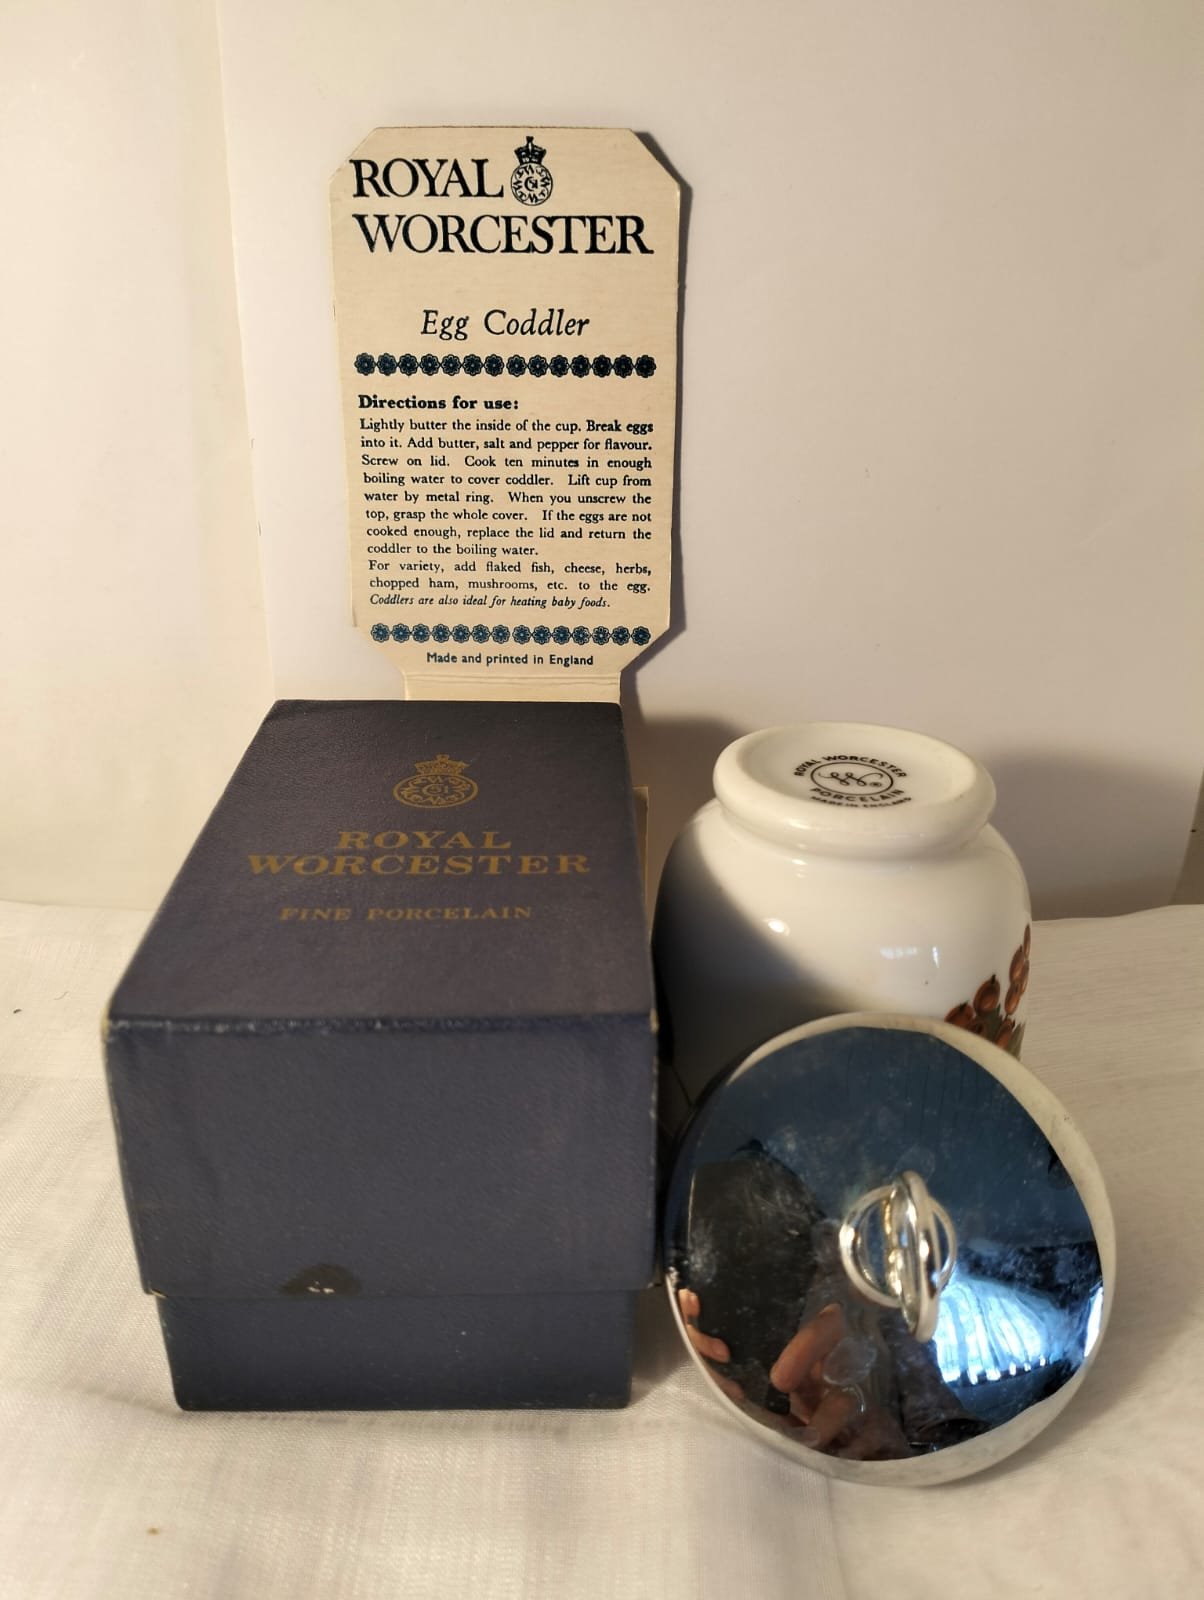 ROYAL
WORCESTER
Egg Coddler
Directions for use:
Lightly butter the inside of the cup. Break eggs
into it. Add butter, salt and pepper for flavour.
Screw on lid. Cook ten minutes in enough
boiling water to cover coddler. Lift cup from
water by metal ring. When you unscrew the
top, grasp the whole cover. If the eggs are not
cooked enough, replace the lid and return the
coddler to the boiling water.
For variety, add flaked fish, cheese, herbs,
chopped ham, mushrooms, etc. to the egg.
Coddlers are also ideal for heating baby foods.
Made and printed in England
51
ROYAL
WORCESTER
FINE PORCELAIN
ROYAL WORCESTER
®
PORCELAIN
MADE IN ENGLAND